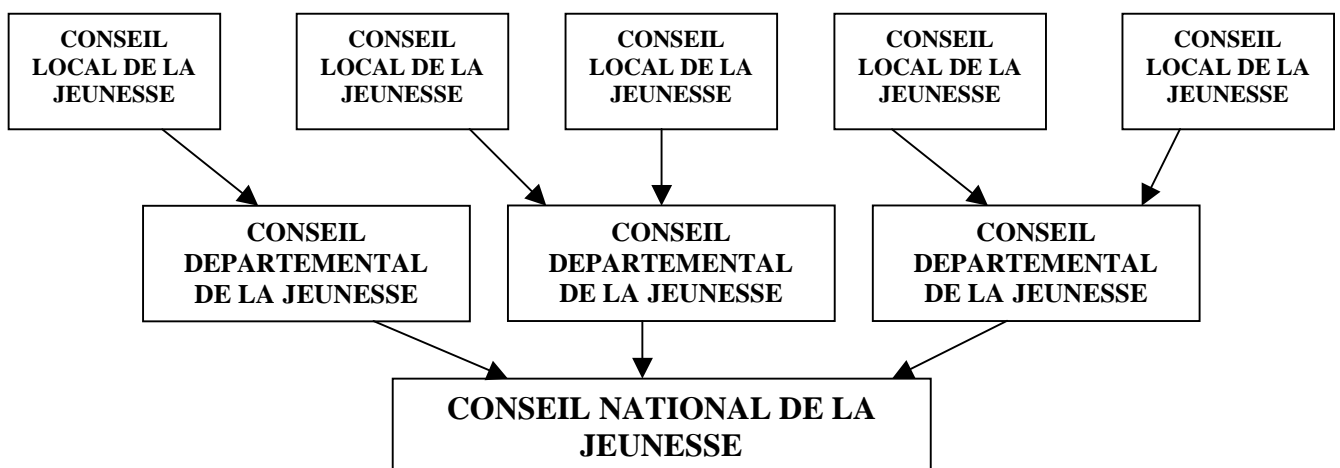 CONSEIL
LOCAL DE LA
JEUNESSE
CONSEIL
LOCAL DE LA
JEUNESSE
CONSEIL
LOCAL DE LA
JEUNESSE
CONSEIL
LOCAL DE LA
JEUNESSE
CONSEIL
LOCAL DE LA
JEUNESSE
CONSEIL
DEPARTEMENTAL
DE LA JEUNESSE
CONSEIL
DEPARTEMENTAL
DE LA JEUNESSE
CONSEIL
DEPARTEMENTAL
DE LA JEUNESSE
CONSEIL NATIONAL DE LA
JEUNESSE